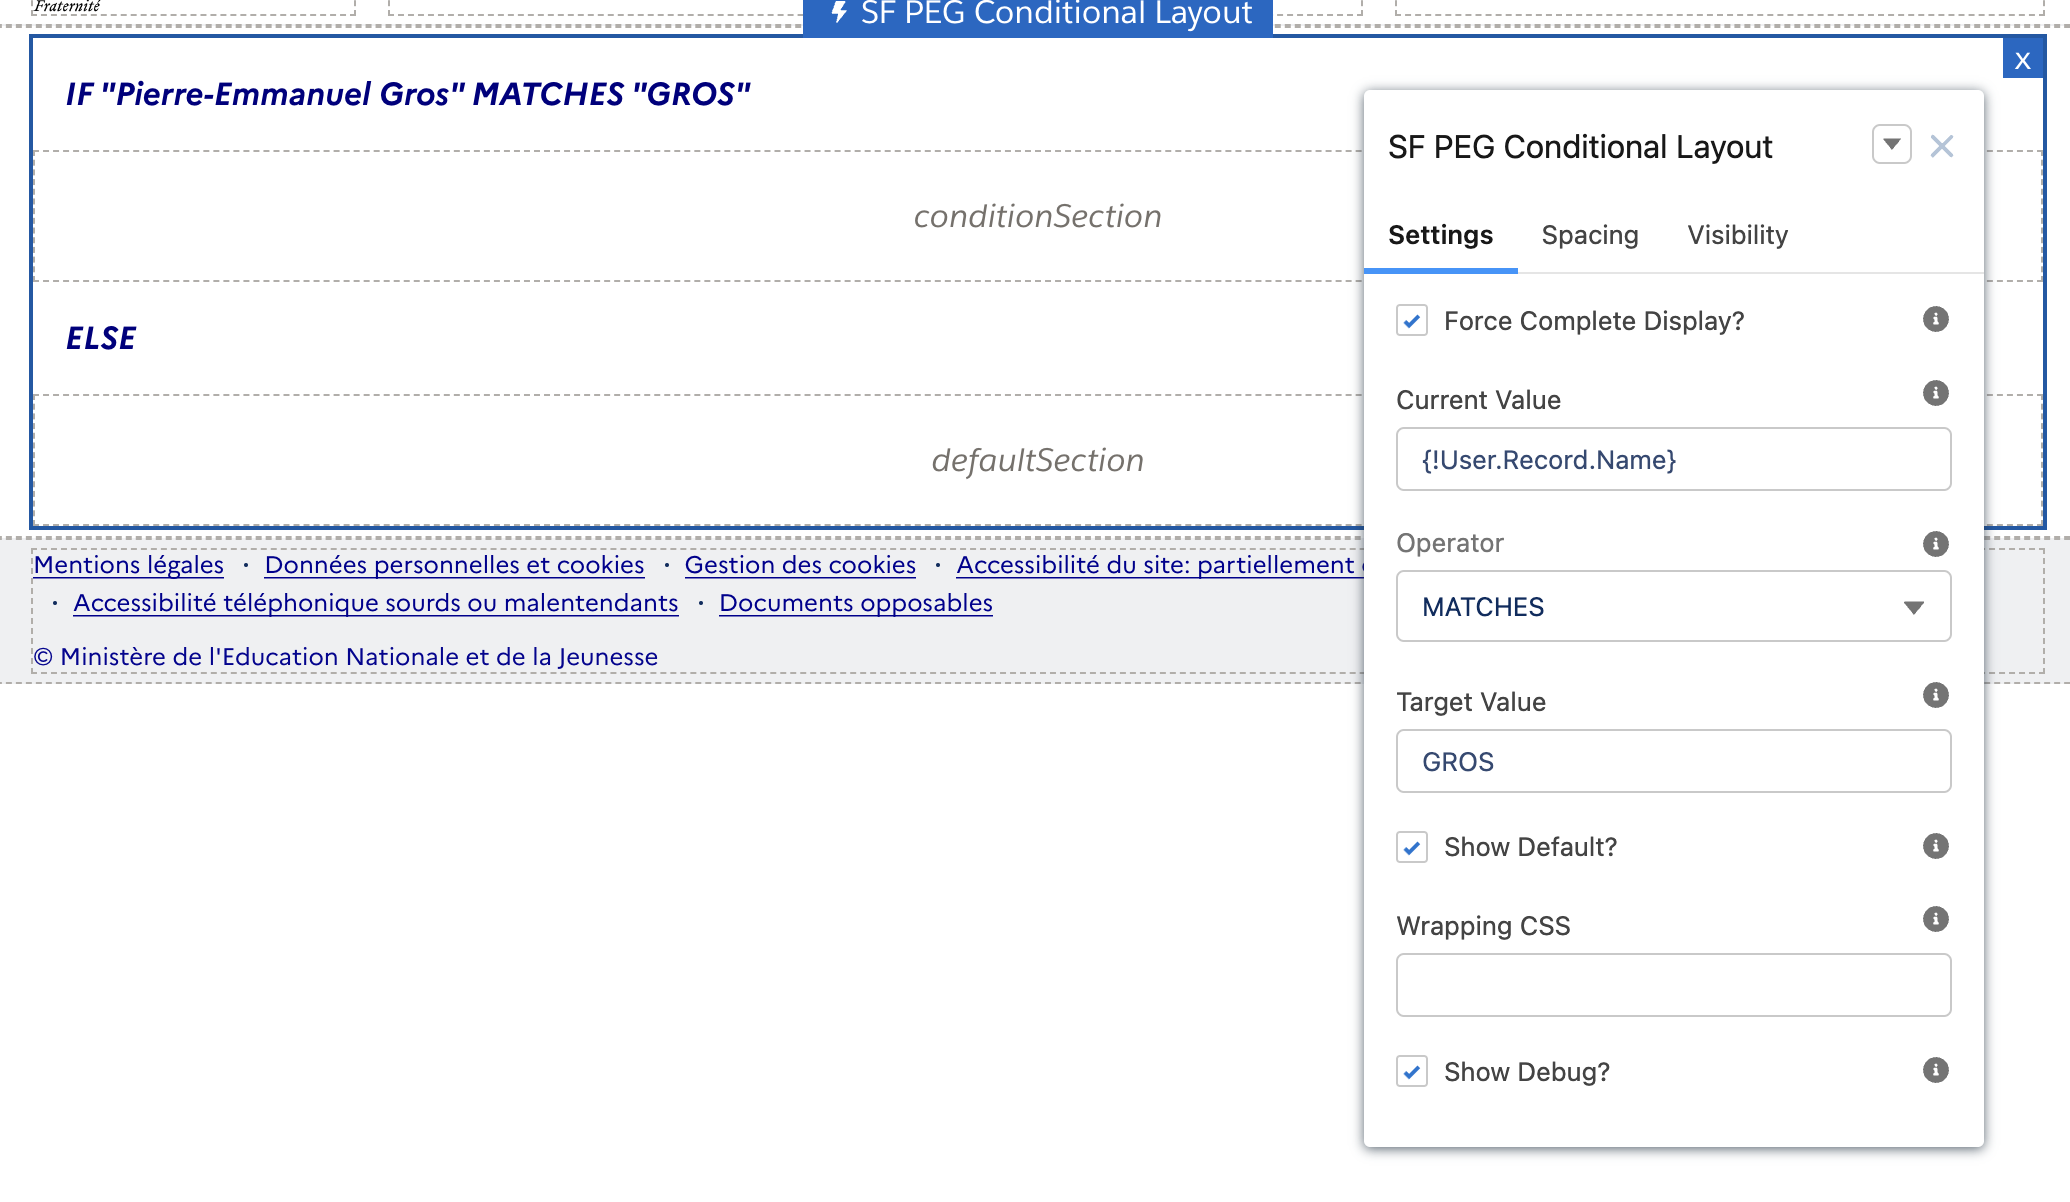 Fraternité
SF PEG Conditional Layout
X
IF "Pierre-Emmanuel Gros" MATCHES "GROS"
conditionSection
ELSE
defaultSection
Mentions légales · Données personnelles et cookies · Gestion des cookies · Accessibilité du site: partiellement
· Accessibilité téléphonique sourds ou malentendants · Documents opposables
© Ministère de l'Education Nationale et de la Jeunesse
SF PEG Conditional Layout
Settings Spacing Visibility
Force Complete Display?
Current Value
{!User.Record.Name}
Operator
MATCHES
Target Value
GROS
Show Default?
Wrapping CSS
Show Debug?